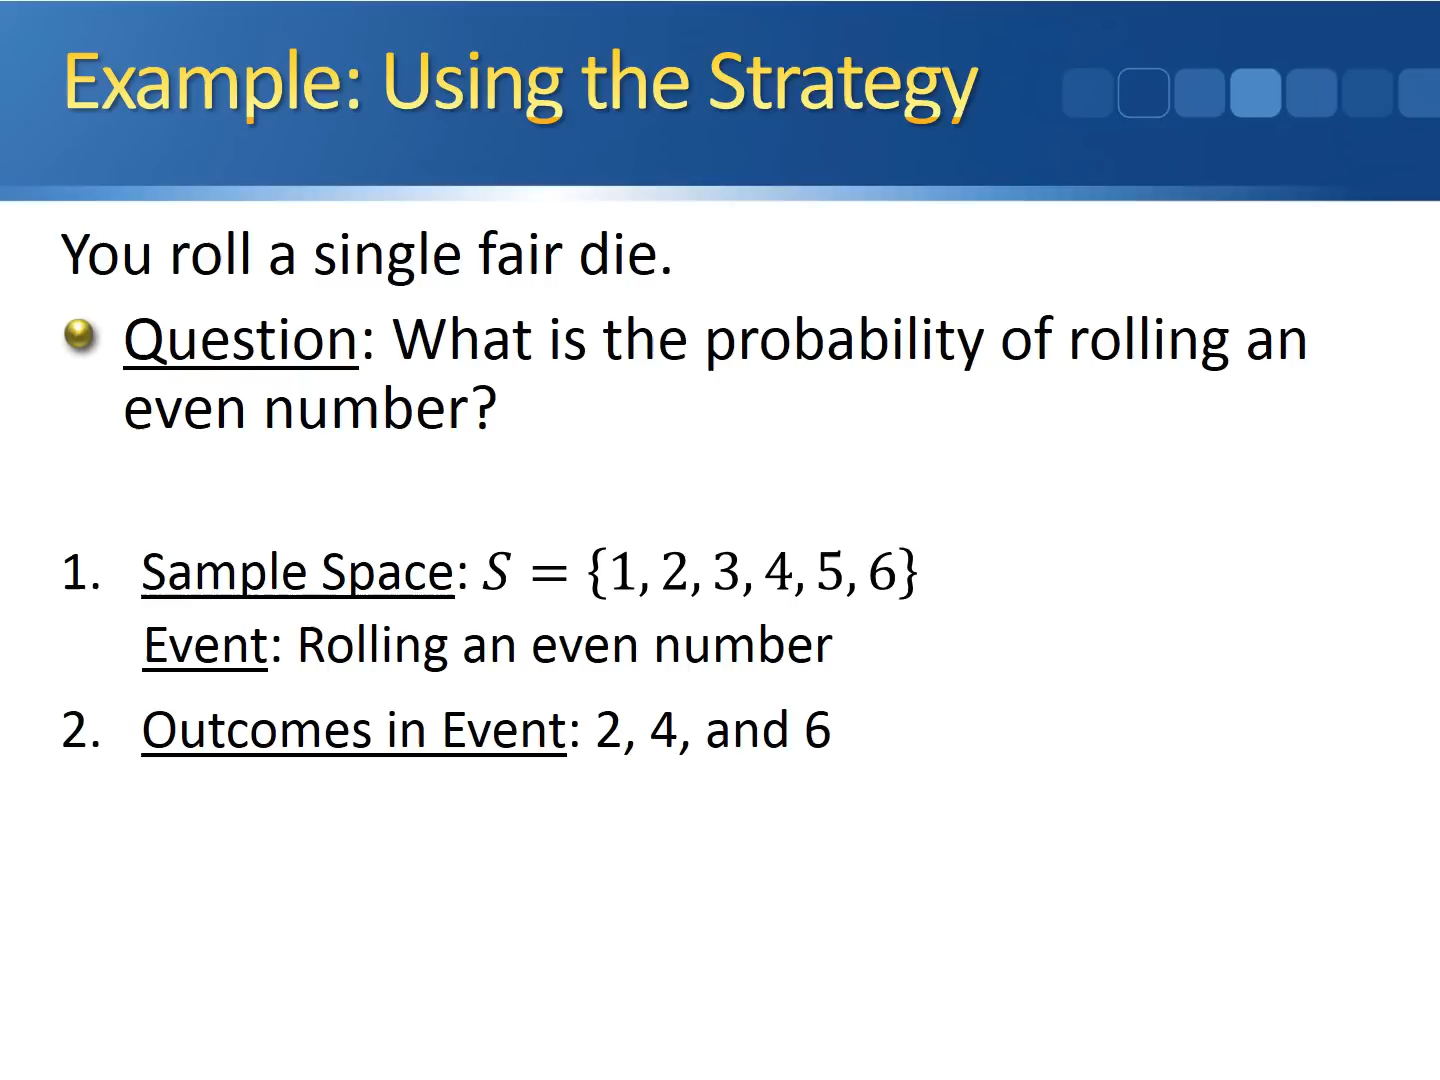 Example: Using the Strategy
You roll a single fair die.
Question: What is the probability of rolling an
even number?
1. Sample Space: S = {1, 2, 3, 4, 5, 6}
Event: Rolling an even number
2. Outcomes in Event: 2, 4, and 6